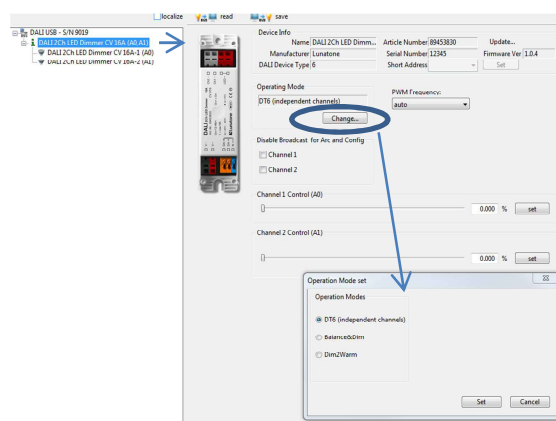 localize
read
save
DALI USB - S/N 9019
DALI 2Ch LED Dimmer CV 16A (A0,A1)
DALI 2Ch LED Dimmer CV 16A-1 (A0)
DALI 2Ch LED Dimmer CV 16A-2 (A1)
Device Info
Name DALI 2Ch LED Dimm... Article Number 89453830 Update...
Manufacturer Lunatone Serial Number 12345 Firmware Ver 1.0.4
DALI Device Type 6 Short Address Set
Operating Mode
DT6 (independent channels)
Change...
PWM Frequency:
auto
Disable Broadcast for Arc and Config
Channel 1
Channel 2
Channel 1 Control (A0)
0.000 % set
Channel 2 Control (A1)
0.000 % set
Operation Mode set
Operation Modes
DT6 (independent channels)
Balance&Dim
Dim2Warm
Set Cancel